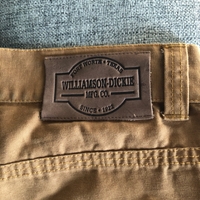 FORT WORTH, TEXAS
WILLIAMSON-DICKIE
MFG. CO.
SINCE 1922